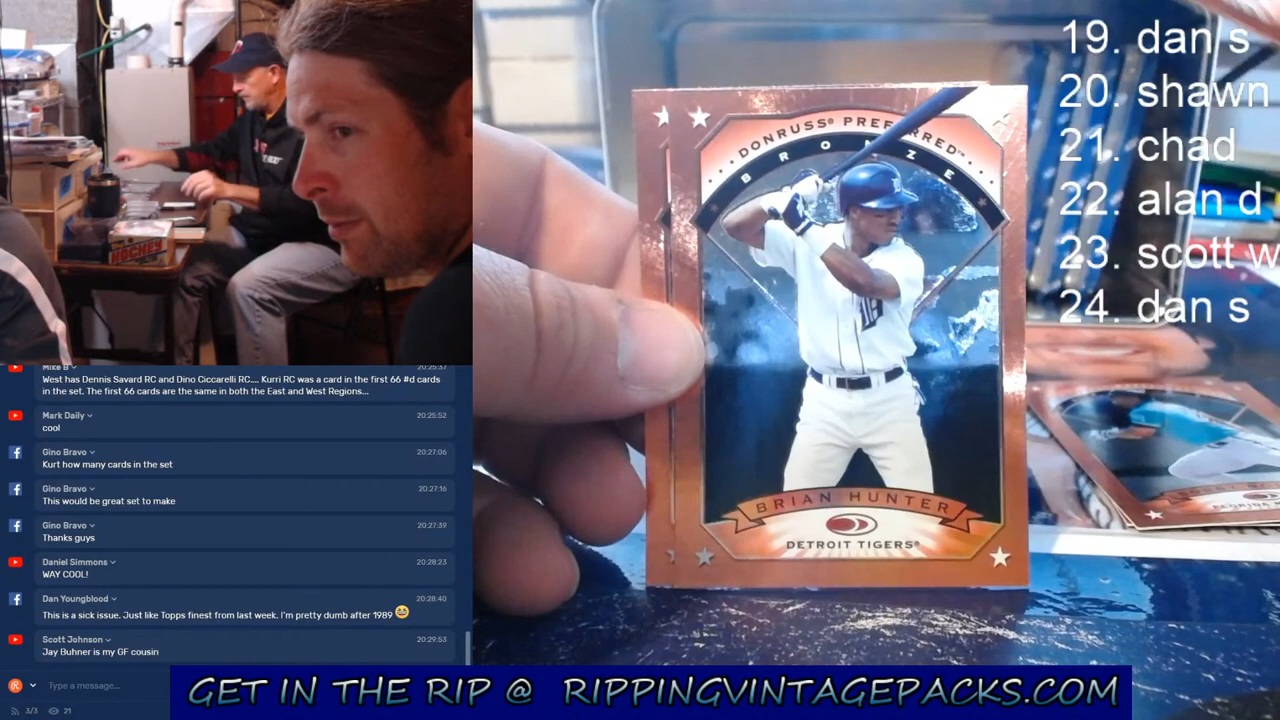 19. dan s
20. shawn
21. chad
22. alan d
23. scott w
24. dan s
DONRUSS® PREFERRED™
BRONZE
BRIAN HUNTER
DETROIT TIGERS®
HOCKEY
Mike B
West has Dennis Savard RC and Dino Ciccarelli RC.... Kurri RC was a card in the first 66 #d cards
in the set. The first 66 cards are the same in both the East and West Regions...
Mark Daily 20:25:52
cool
Gino Bravo 20:27:06
Kurt how many cards in the set
Gino Bravo 20:27:16
This would be great set to make
Gino Bravo 20:27:39
Thanks guys
Daniel Simmons 20:28:23
WAY COOL!
Dan Youngblood 20:28:40
This is a sick issue. Just like Topps finest from last week. I'm pretty dumb after 1989 😆
Scott Johnson 20:29:53
Jay Buhner is my GF cousin
Type a message...
3/3 21
GET IN THE RIP @ RIPPINGVINTAGEPACKS.COM